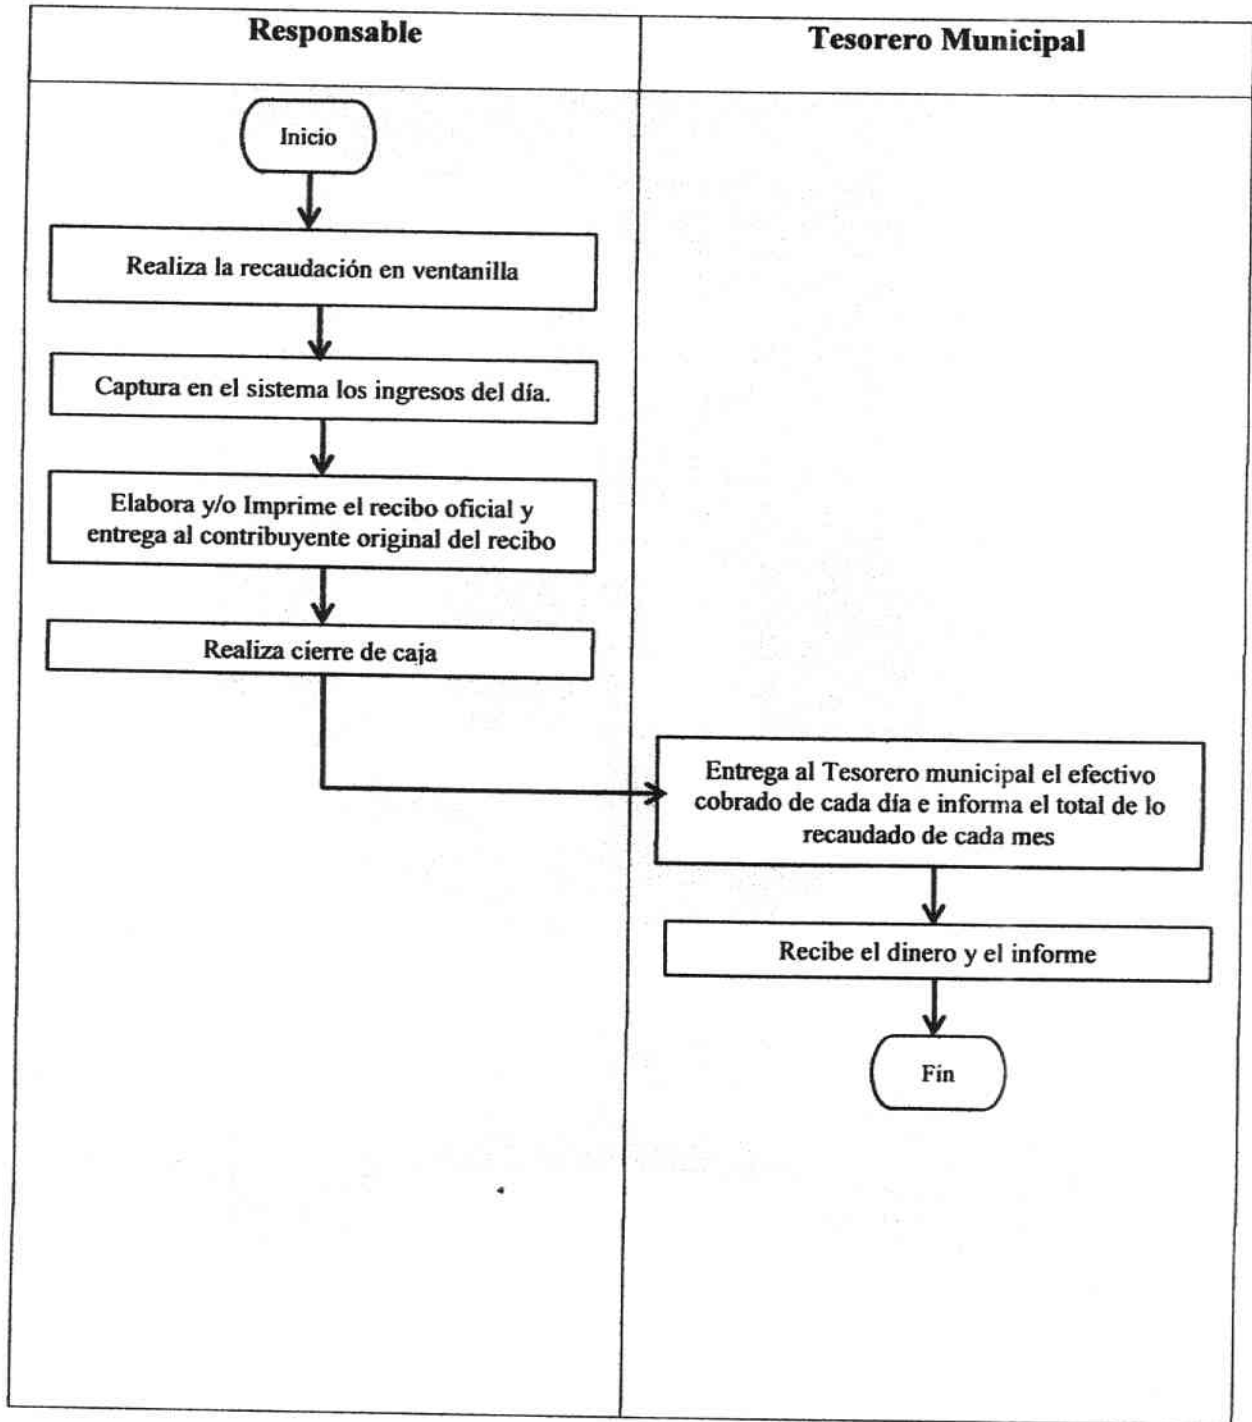 Responsable
Tesorero Municipal
Inicio
Realiza la recaudación en ventanilla
Captura en el sistema los ingresos del día.
Elabora y/o Imprime el recibo oficial y
entrega al contribuyente original del recibo
Realiza cierre de caja
Entrega al Tesorero municipal el efectivo
cobrado de cada día e informa el total de lo
recaudado de cada mes
Recibe el dinero y el informe
Fin